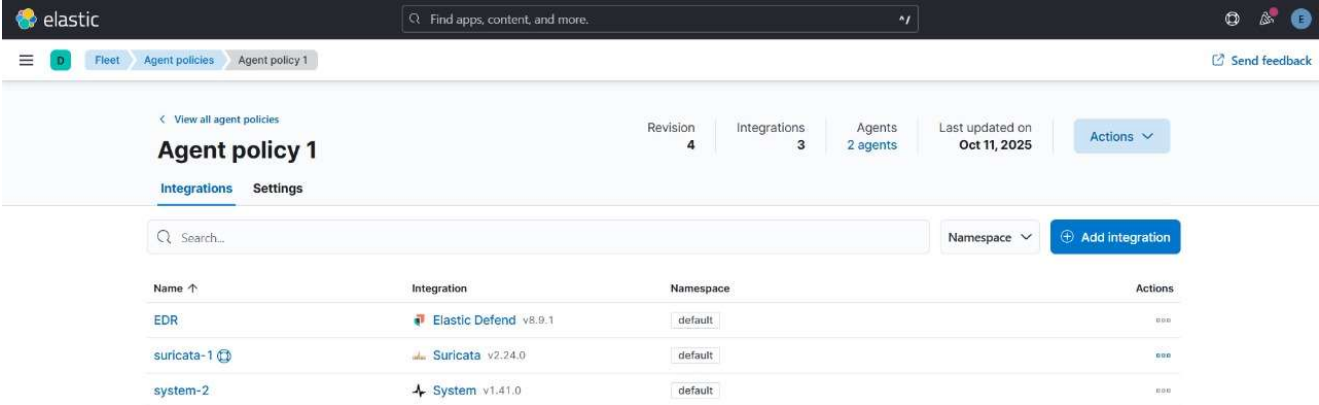 elastic
Find apps, content, and more.
^/
E
D
Fleet
Agent policies
Agent policy 1
Send feedback
View all agent policies
Agent policy 1
Revision
4
Integrations
3
Agents
2 agents
Last updated on
Oct 11, 2025
Actions
Integrations
Settings
Search...
Namespace
Add integration
Name Integration Namespace Actions
EDR Elastic Defend v8.9.1 default
suricata-1 Suricata v2.24.0 default
system-2 System v1.41.0 default